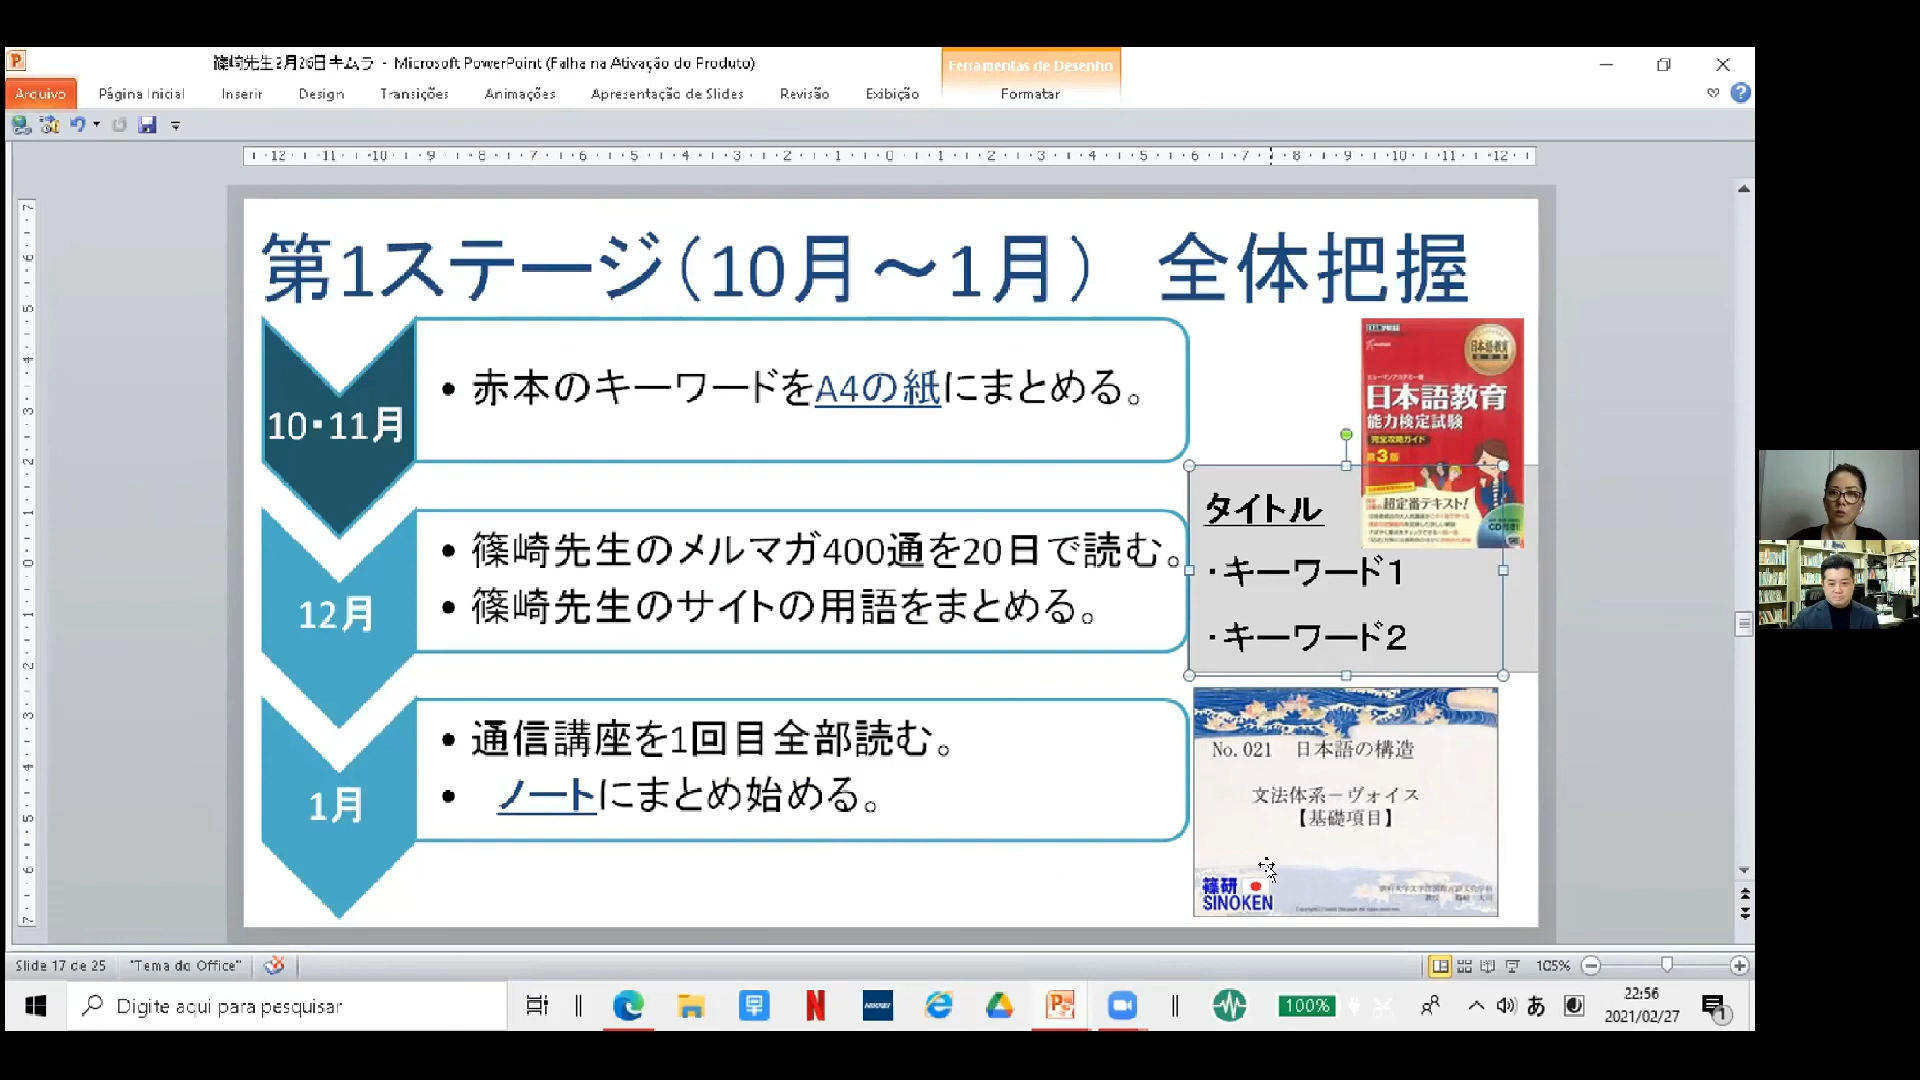 篠崎先生2月26日キムラ - Microsoft PowerPoint (Falha na Ativação do Produto)
Ferramentas de Desenho
Arquivo Página Inicial Inserir Design Transições Animações Apresentação de Slides Revisão Exibição Formatar
第1ステージ（10月～1月） 全体把握
10・11月
• 赤本のキーワードをA4の紙にまとめる。
12月
• 篠崎先生のメルマガ400通を20日で読む。
• 篠崎先生のサイトの用語をまとめる。
1月
• 通信講座を1回目全部読む。
• ノートにまとめ始める。
日本語教育
能力検定試験
完全攻略ガイド
第3版
超定番テキスト!
タイトル
・キーワード1
・キーワード2
No.021 日本語の構造
文法体系－ヴォイス
【基礎項目】
篠研
SINOKEN
Slide 17 de 25 "Tema do Office" 105%
Digite aqui para pesquisar
100%
あ
22:56
2021/02/27
1